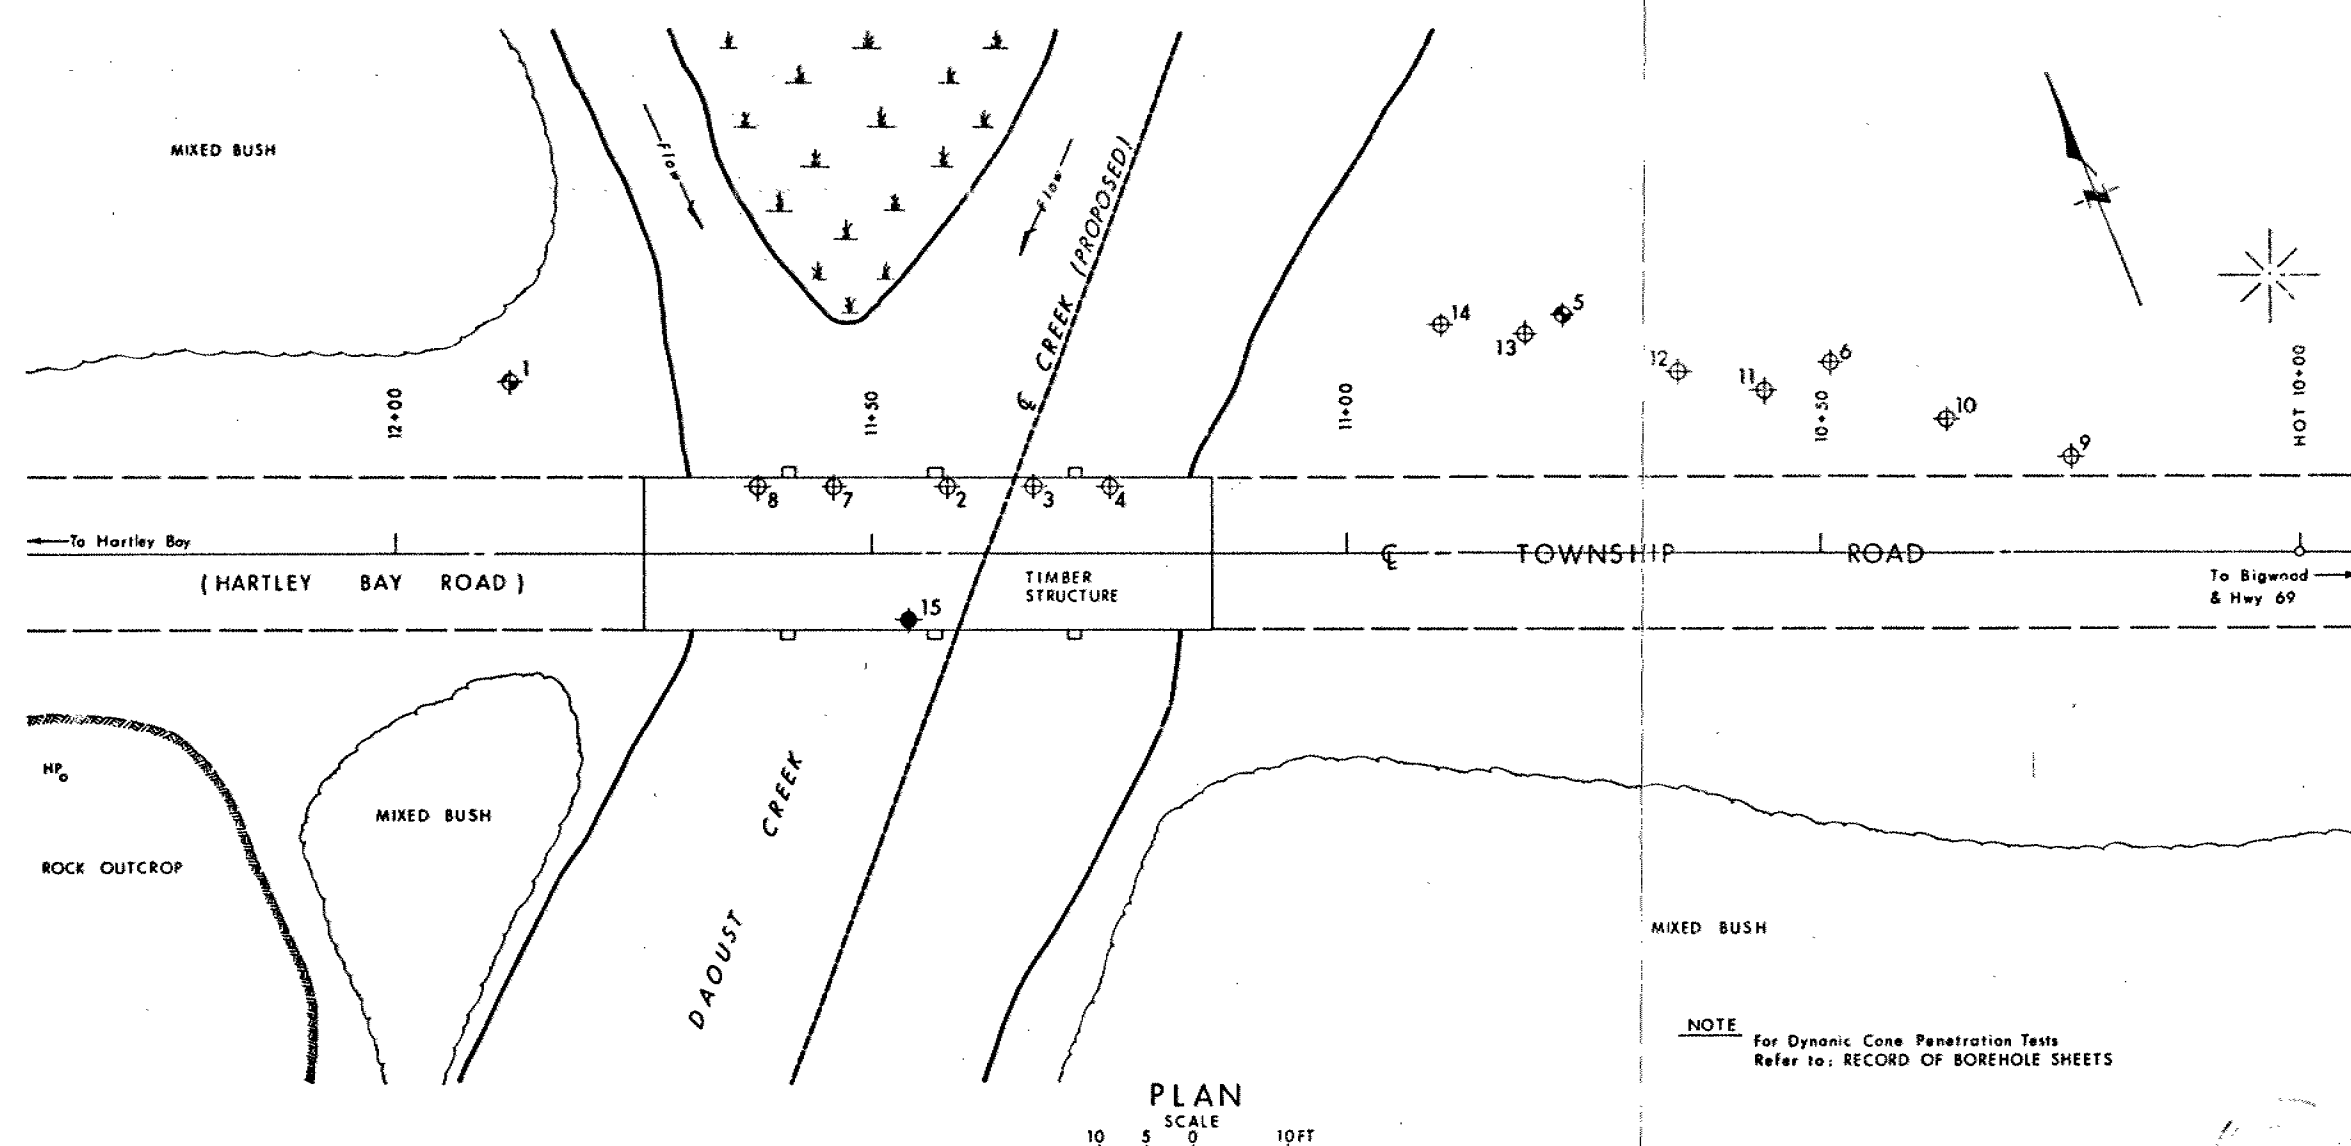 MIXED BUSH
Flow
Flow
℄ CREEK (PROPOSED)
N
14
5
13
12
6
11
10
9
1
12+00
11+50
11+00
10+50
HOT 10+00
8
7
2
3
4
To Hartley Bay
℄ TOWNSHIP ROAD
(HARTLEY BAY ROAD)
TIMBER
STRUCTURE
To Bigwood
& Hwy 69
15
HP
MIXED BUSH
ROCK OUTCROP
DAOUST CREEK
MIXED BUSH
NOTE
For Dynanic Cone Penetration Tests
Refer to: RECORD OF BOREHOLE SHEETS
PLAN
SCALE
10 5 0 10FT